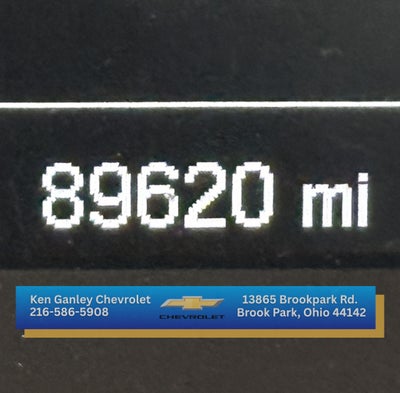 89620 mi
Ken Ganley Chevrolet
216-586-5908
CHEVROLET
13865 Brookpark Rd.
Brook Park, Ohio 44142